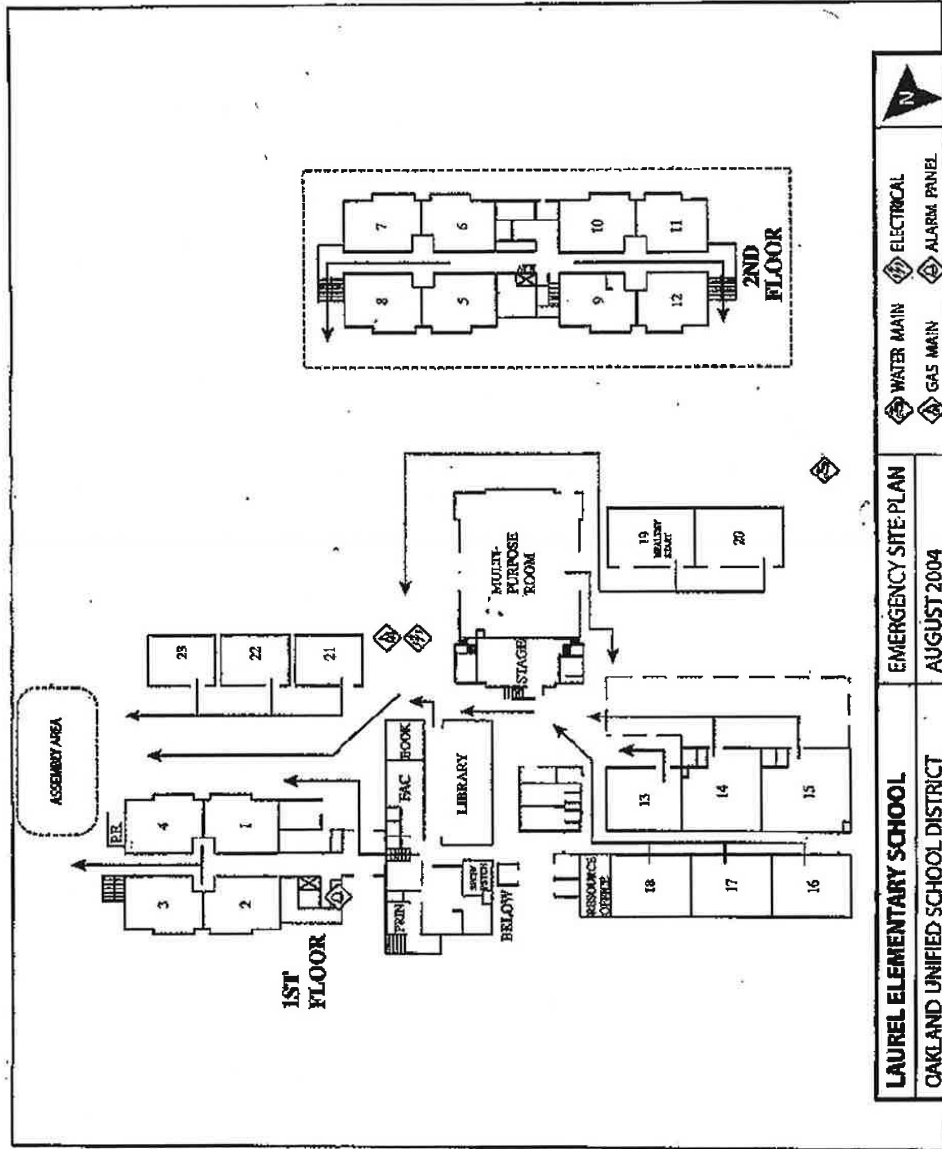 ASSEMBLY AREA
P.R.
4
3
1
2
23
22
21
1ST
FLOOR
PRIN
FAC
BOOK
LIBRARY
BELOW
STAGE
MULTI-
PURPOSE
ROOM
RESOURCE
OFFICE
18
17
16
13
14
15
19
HEALTHY
START
20
7
6
8
5
10
11
9
12
2ND
FLOOR
LAUREL ELEMENTARY SCHOOL
OAKLAND UNIFIED SCHOOL DISTRICT
EMERGENCY SITE PLAN
AUGUST 2004
WATER MAIN
ELECTRICAL
GAS MAIN
ALARM PANEL
N